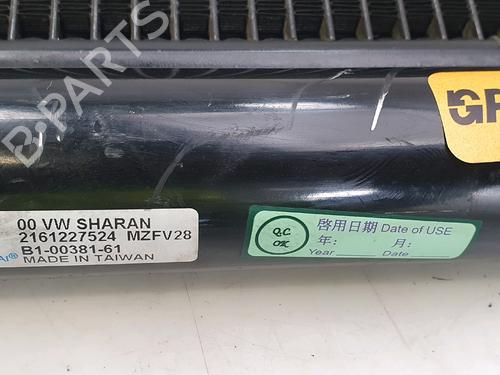 B-PARTS
GP
00 VW SHARAN
2161227524 MZFV28
B1-00381-61
MADE IN TAIWAN
Q.C
OK
啓用日期 Date of USE
年: 月:
Year Date